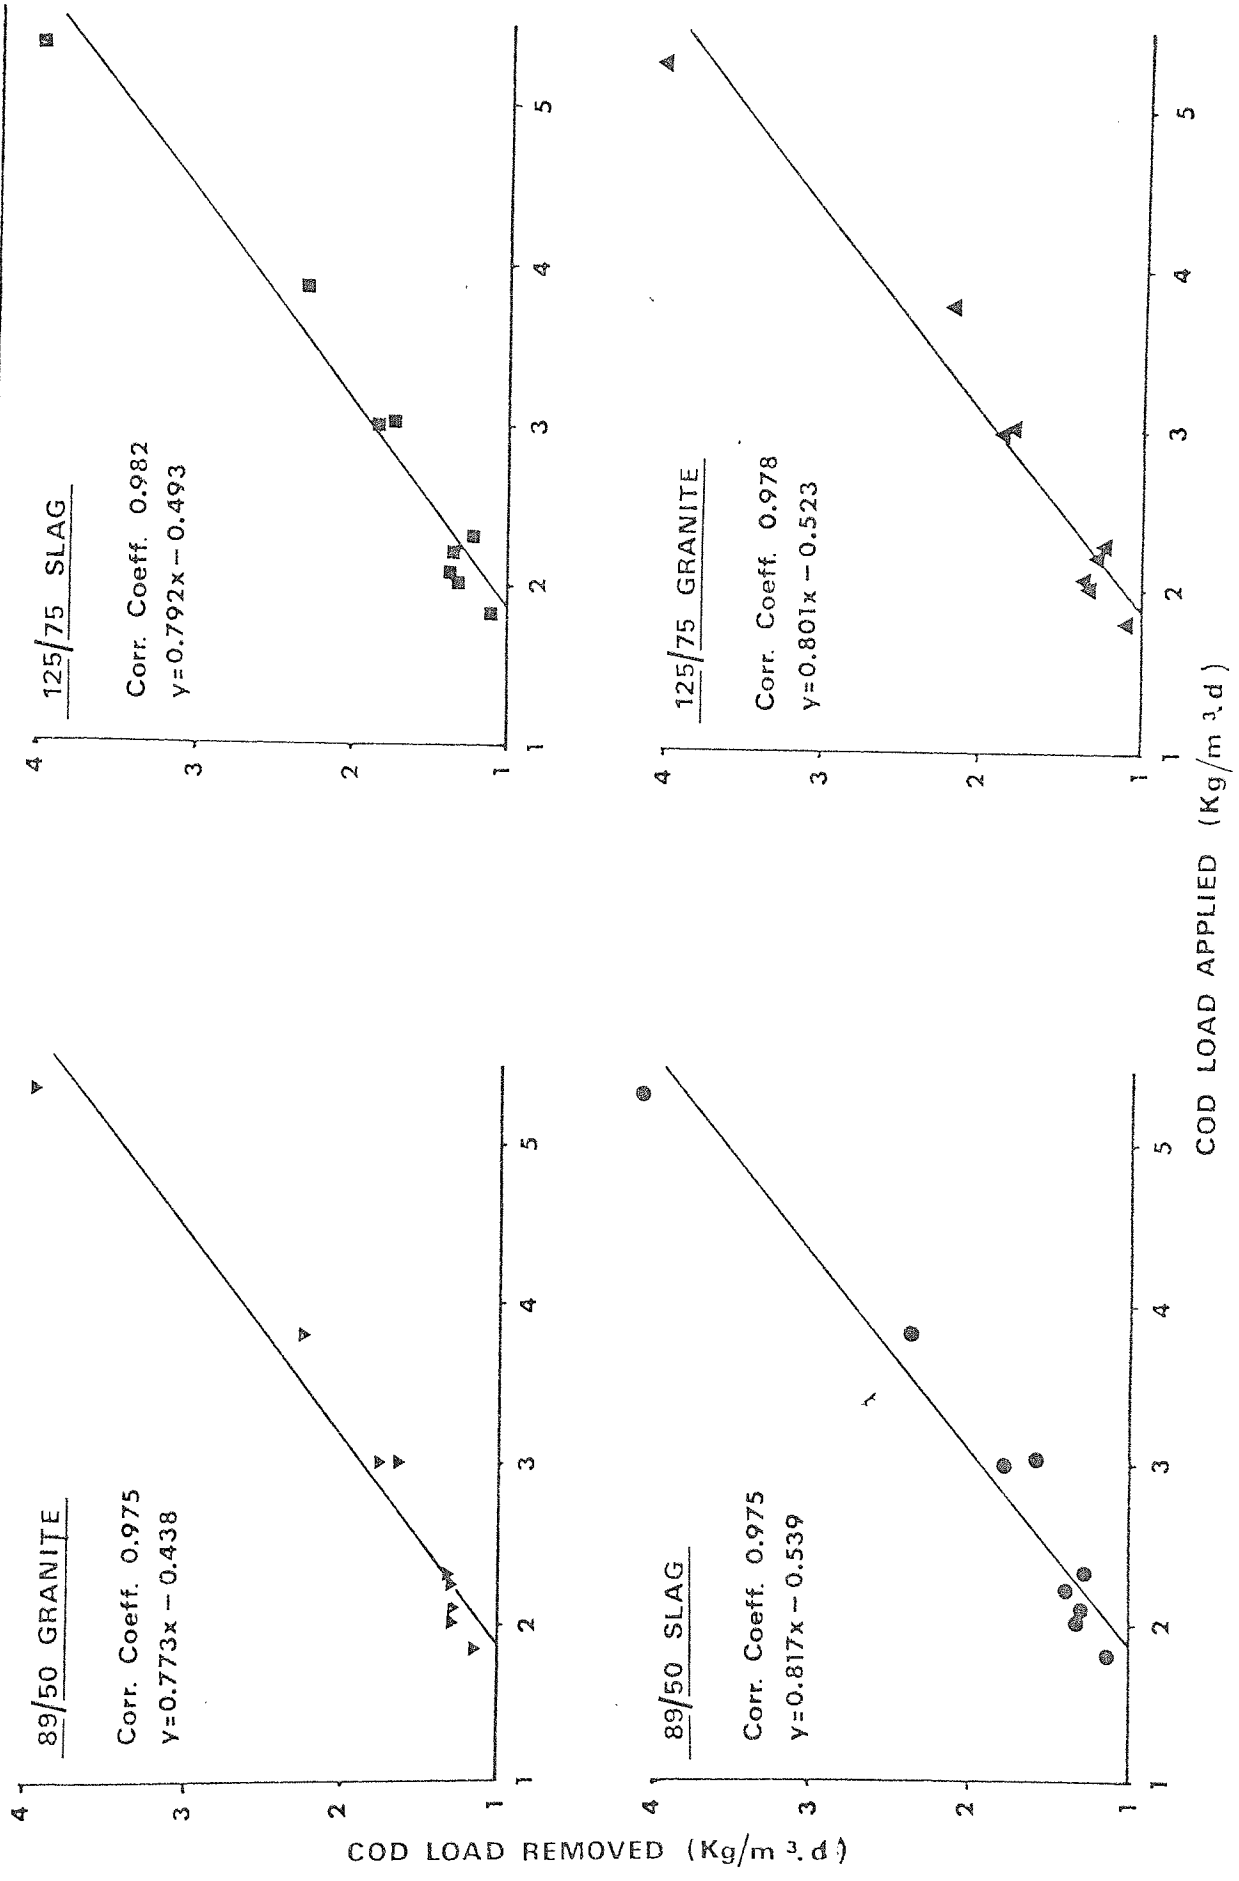 89/50 GRANITE
Corr. Coeff. 0.975
y=0.773x – 0.438
4
3
2
1
1
2
3
4
5
125/75 SLAG
Corr. Coeff. 0.982
y=0.792x – 0.493
4
3
2
1
1
2
3
4
5
89/50 SLAG
Corr. Coeff. 0.975
y=0.817x – 0.539
4
3
2
1
1
2
3
4
5
125/75 GRANITE
Corr. Coeff. 0.978
y=0.801x – 0.523
4
3
2
1
1
2
3
4
5
COD LOAD REMOVED (Kg/m³.d)
COD LOAD APPLIED (Kg/m³.d)